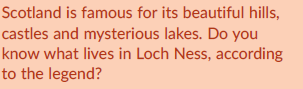 Scotland is famous for its beautiful hills,
castles and mysterious lakes. Do you
know what lives in Loch Ness, according
to the legend?